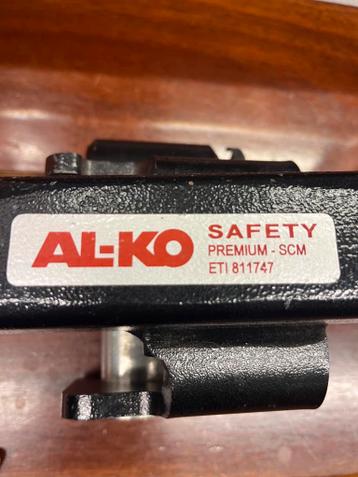 AL-KO
SAFETY
PREMIUM - SCM
ETI 811747